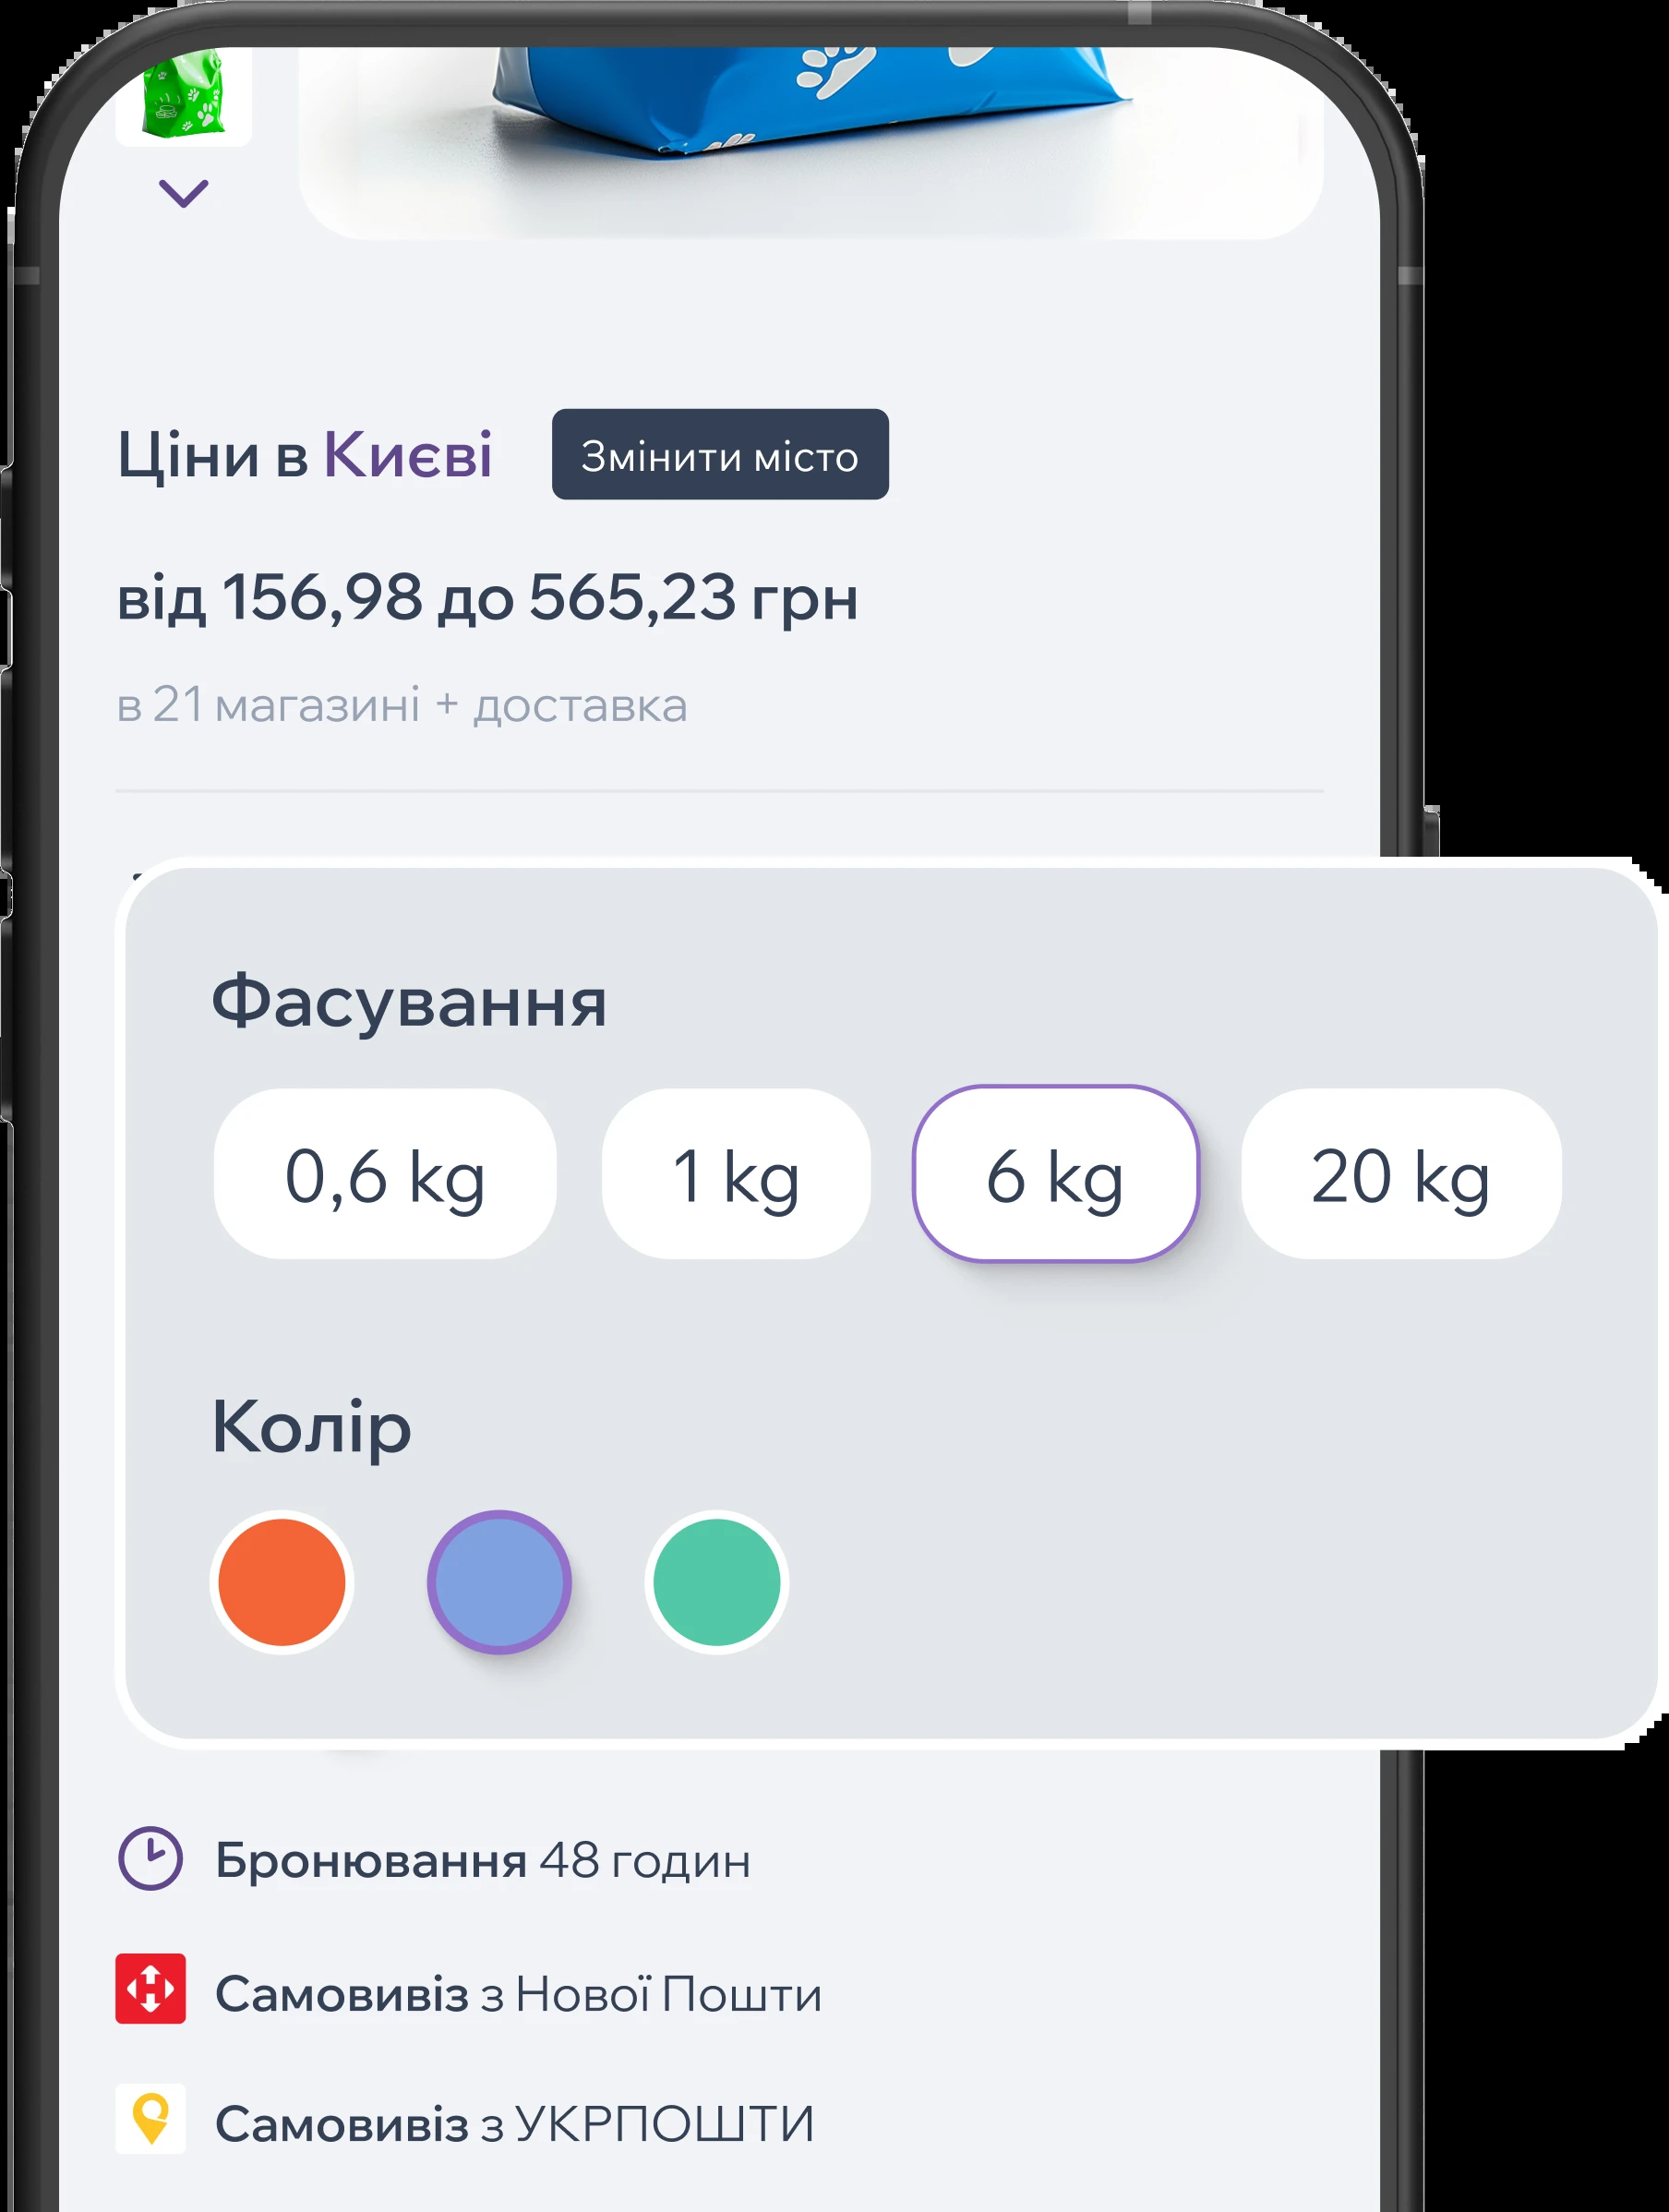 Ціни в Києві
Змінити місто
від 156,98 до 565,23 грн
в 21 магазині + доставка
Фасування
0,6 kg
1 kg
6 kg
20 kg
Колір
Бронювання 48 годин
Самовивіз з Нової Пошти
Самовивіз з УКРПОШТИ